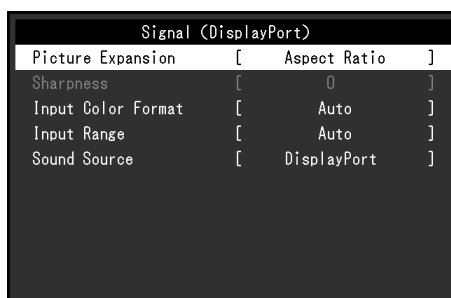 Signal (DisplayPort)
Picture Expansion [ Aspect Ratio ]
Sharpness [ 0 ]
Input Color Format [ Auto ]
Input Range [ Auto ]
Sound Source [ DisplayPort ]